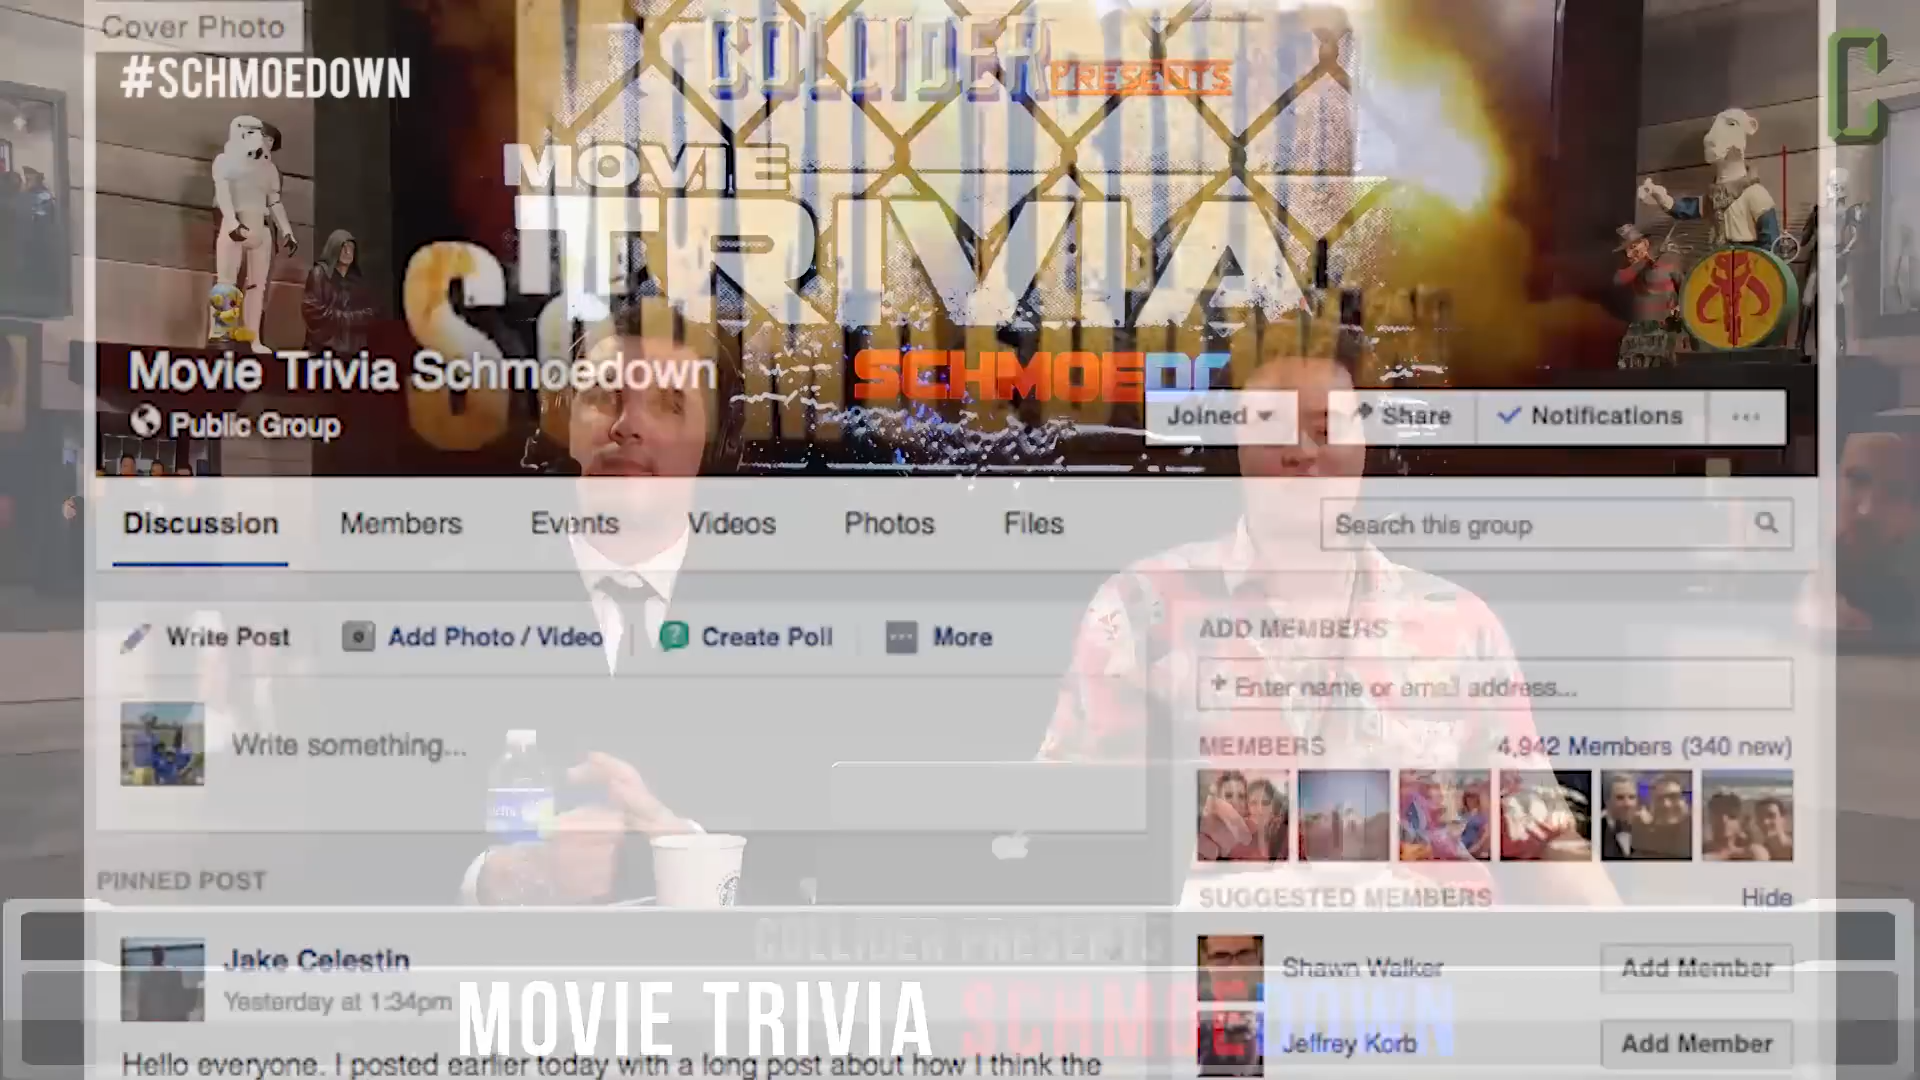 Cover Photo
#SCHMOEDOWN
COLLIDER PRESENTS
MOVIE
TRIVIA
SCHMOEDO
Movie Trivia Schmoedown
Public Group
Joined
Share
Notifications
Discussion
Members
Events
Videos
Photos
Files
Search this group
Write Post
Add Photo / Video
Create Poll
More
ADD MEMBERS
+ Enter name or email address...
Write something...
MEMBERS
4,942 Members (340 new)
PINNED POST
SUGGESTED MEMBERS
Hide
COLLIDER PRESENTS
Jake Celestin
Yesterday at 1:34pm
Shawn Walker
Add Member
MOVIE TRIVIA SCHMOEDOWN
Jeffrey Korb
Add Member
Hello everyone. I posted earlier today with a long post about how I think the